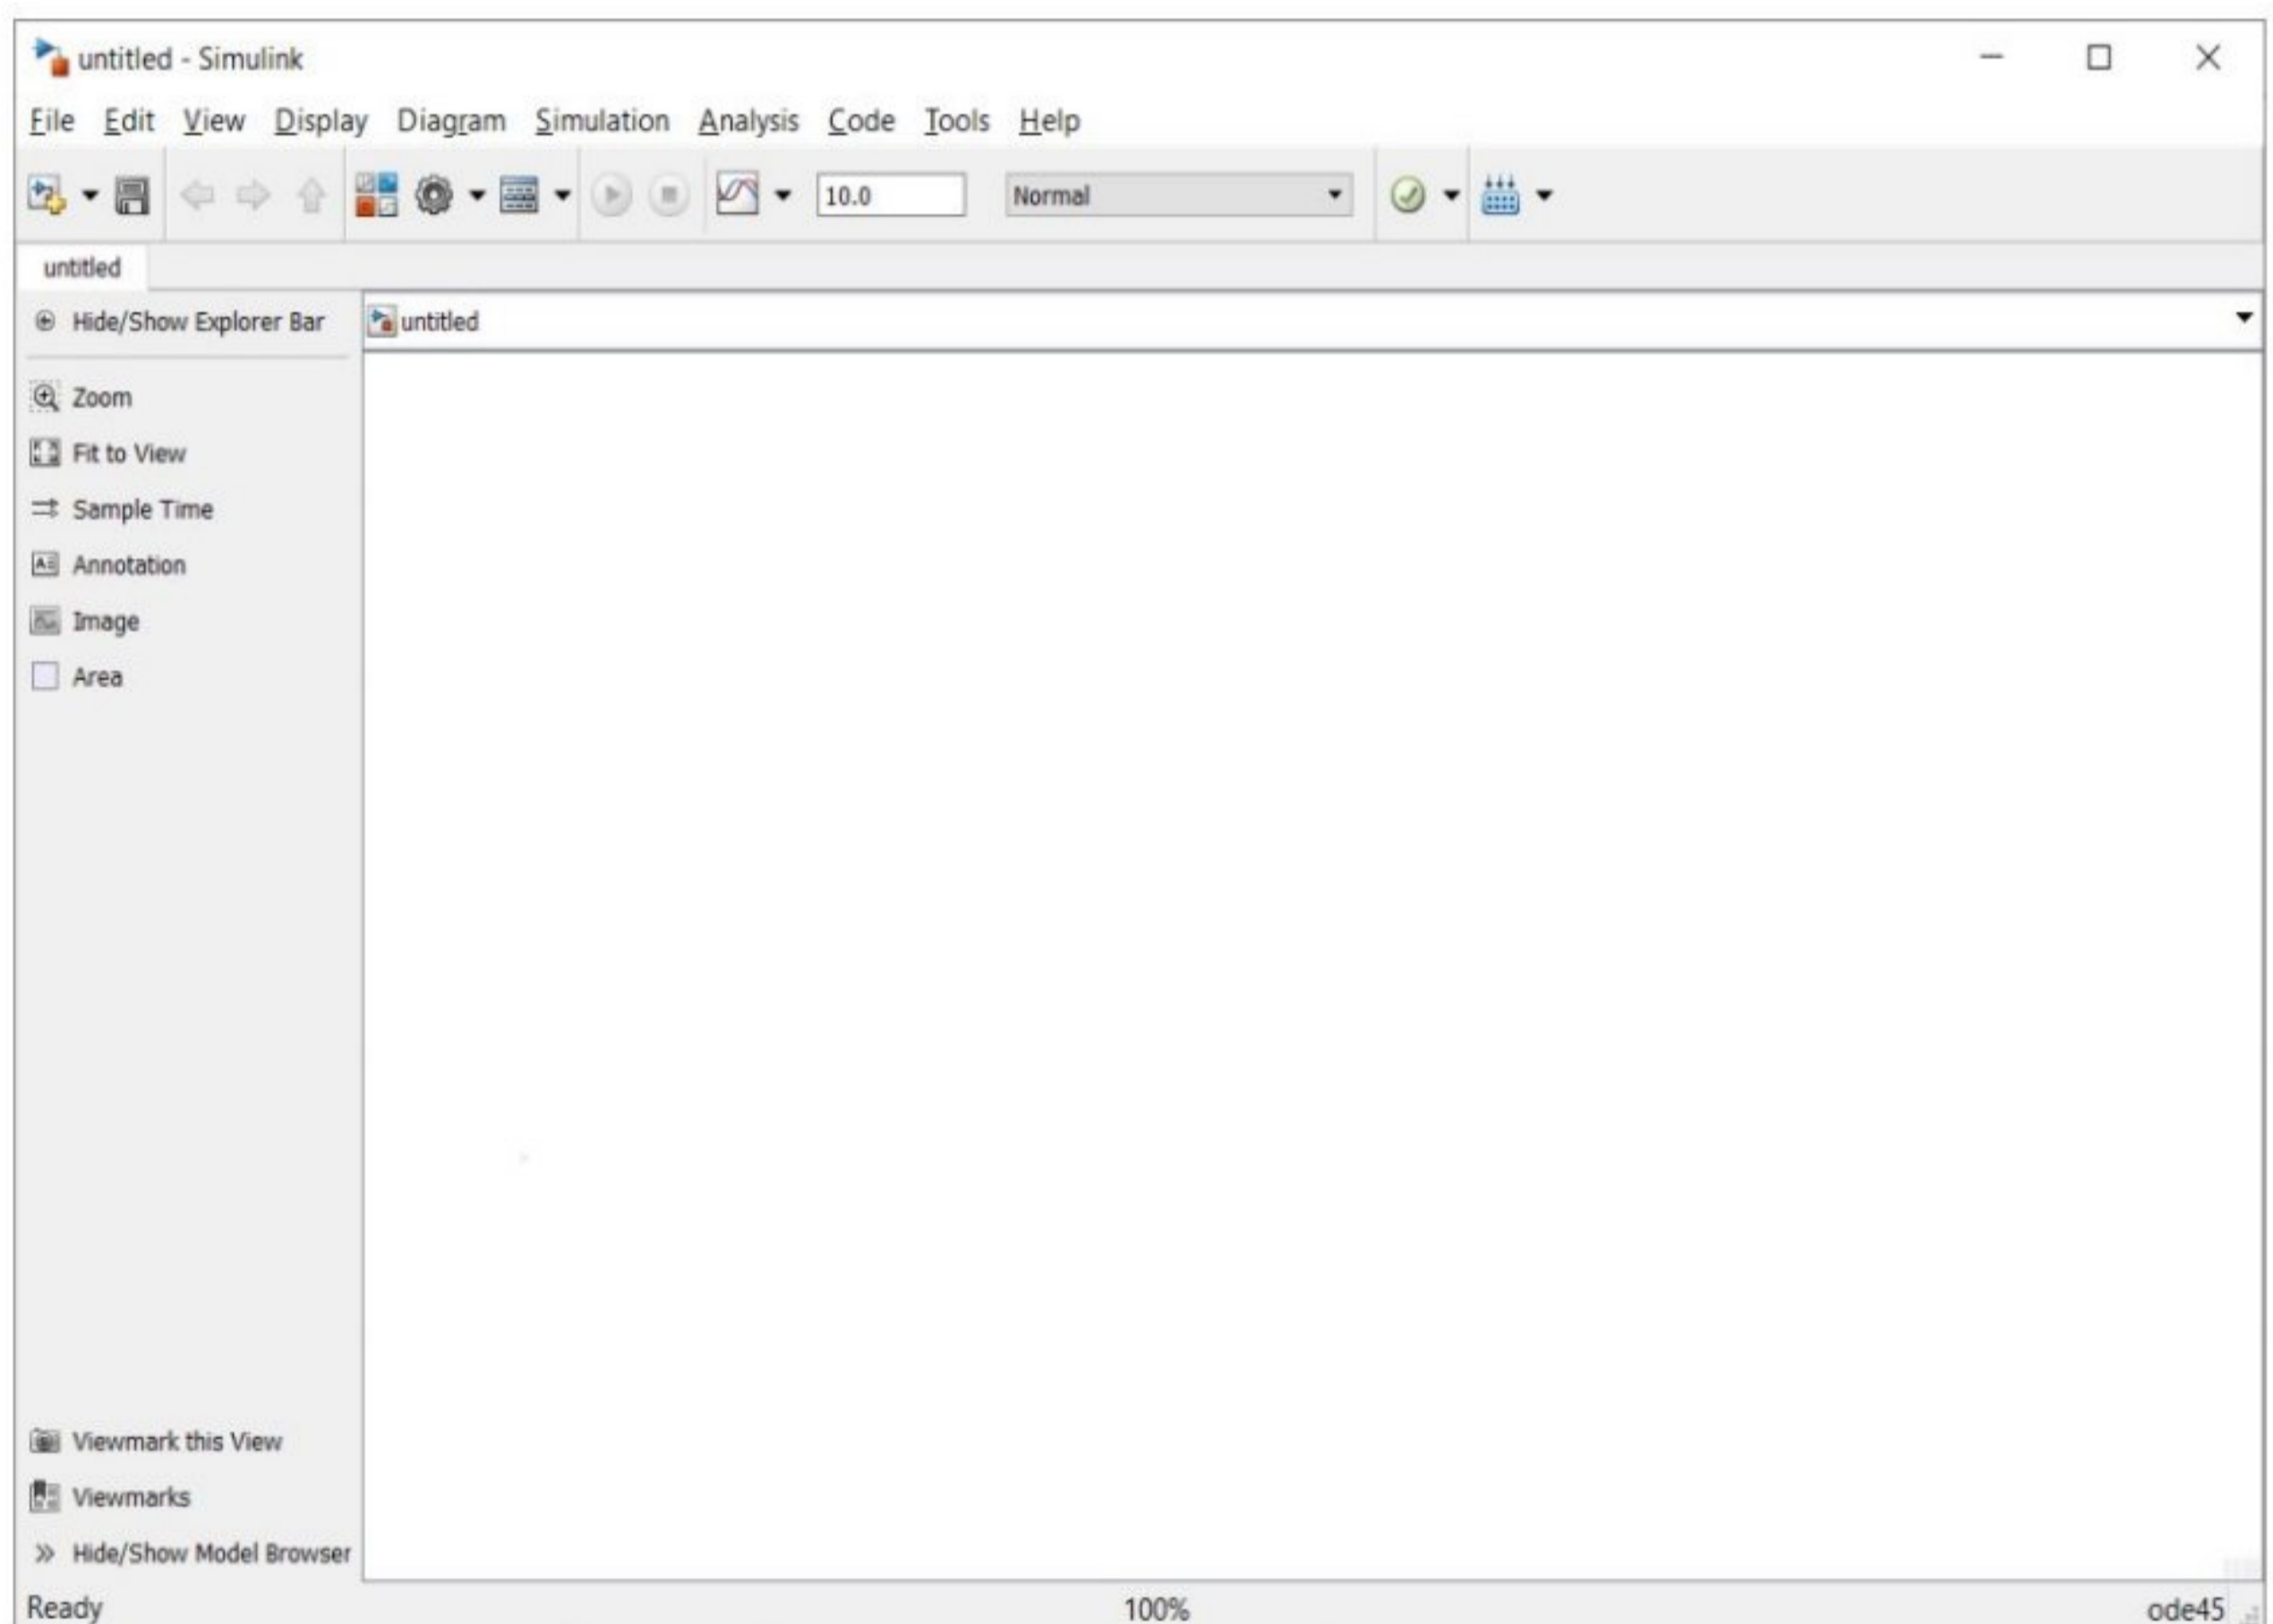 untitled - Simulink
File Edit View Display Diagram Simulation Analysis Code Tools Help
10.0 Normal
untitled
Hide/Show Explorer Bar
untitled
Zoom
Fit to View
Sample Time
Annotation
Image
Area
Viewmark this View
Viewmarks
Hide/Show Model Browser
Ready 100% ode45